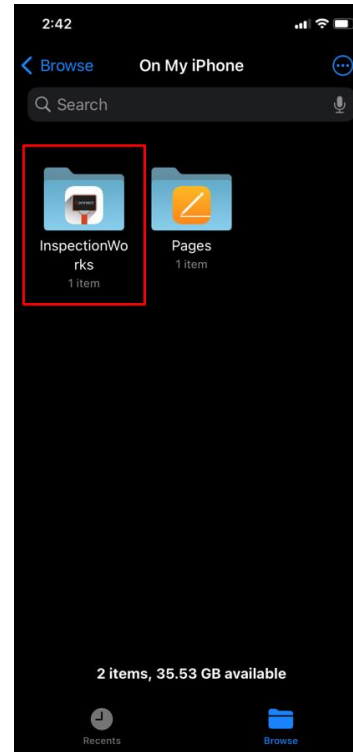 2:42
Browse
On My iPhone
Search
connect
InspectionWo
rks
1 item
Pages
1 item
2 items, 35.53 GB available
Recents
Browse